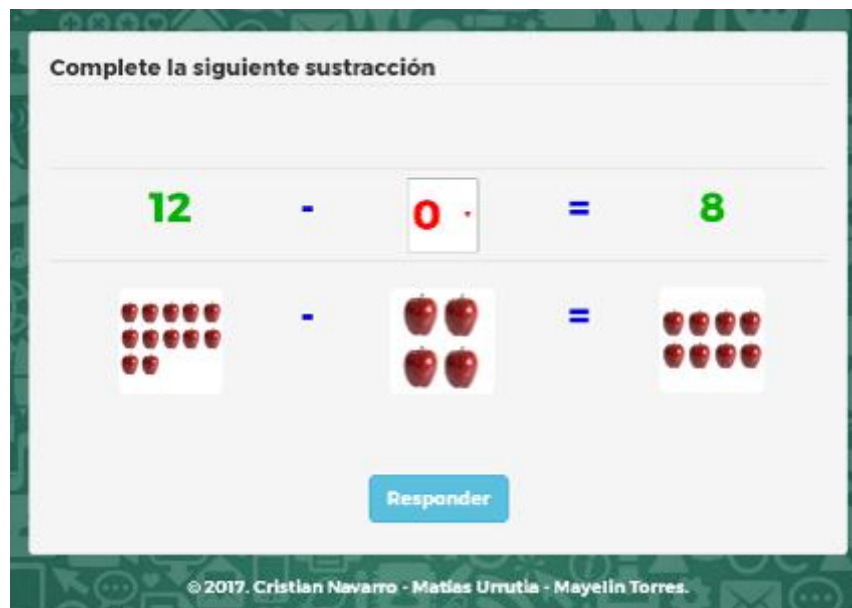 Complete la siguiente sustracción
12 - 0 = 8
- =
Responder
© 2017. Cristian Navarro - Matías Urrutia - Mayelin Torres.